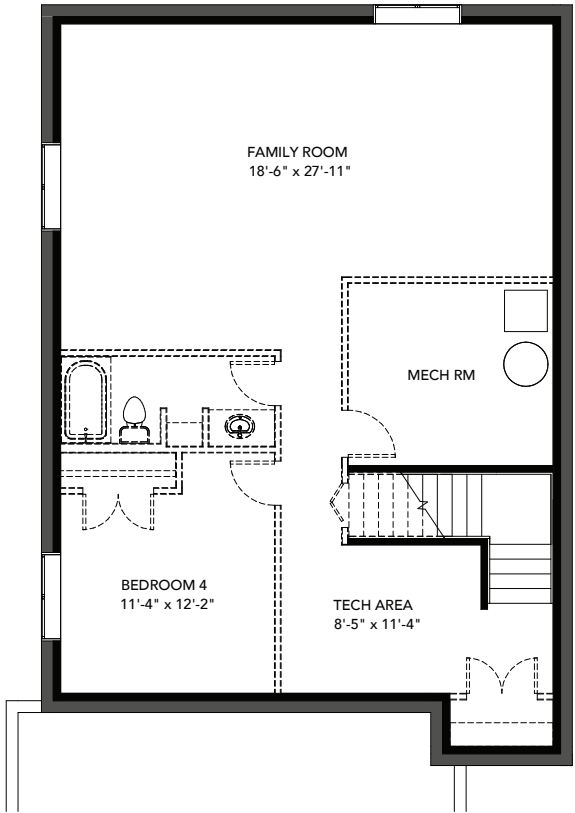 FAMILY ROOM
18'-6" x 27'-11"
MECH RM
BEDROOM 4
11'-4" x 12'-2"
TECH AREA
8'-5" x 11'-4"